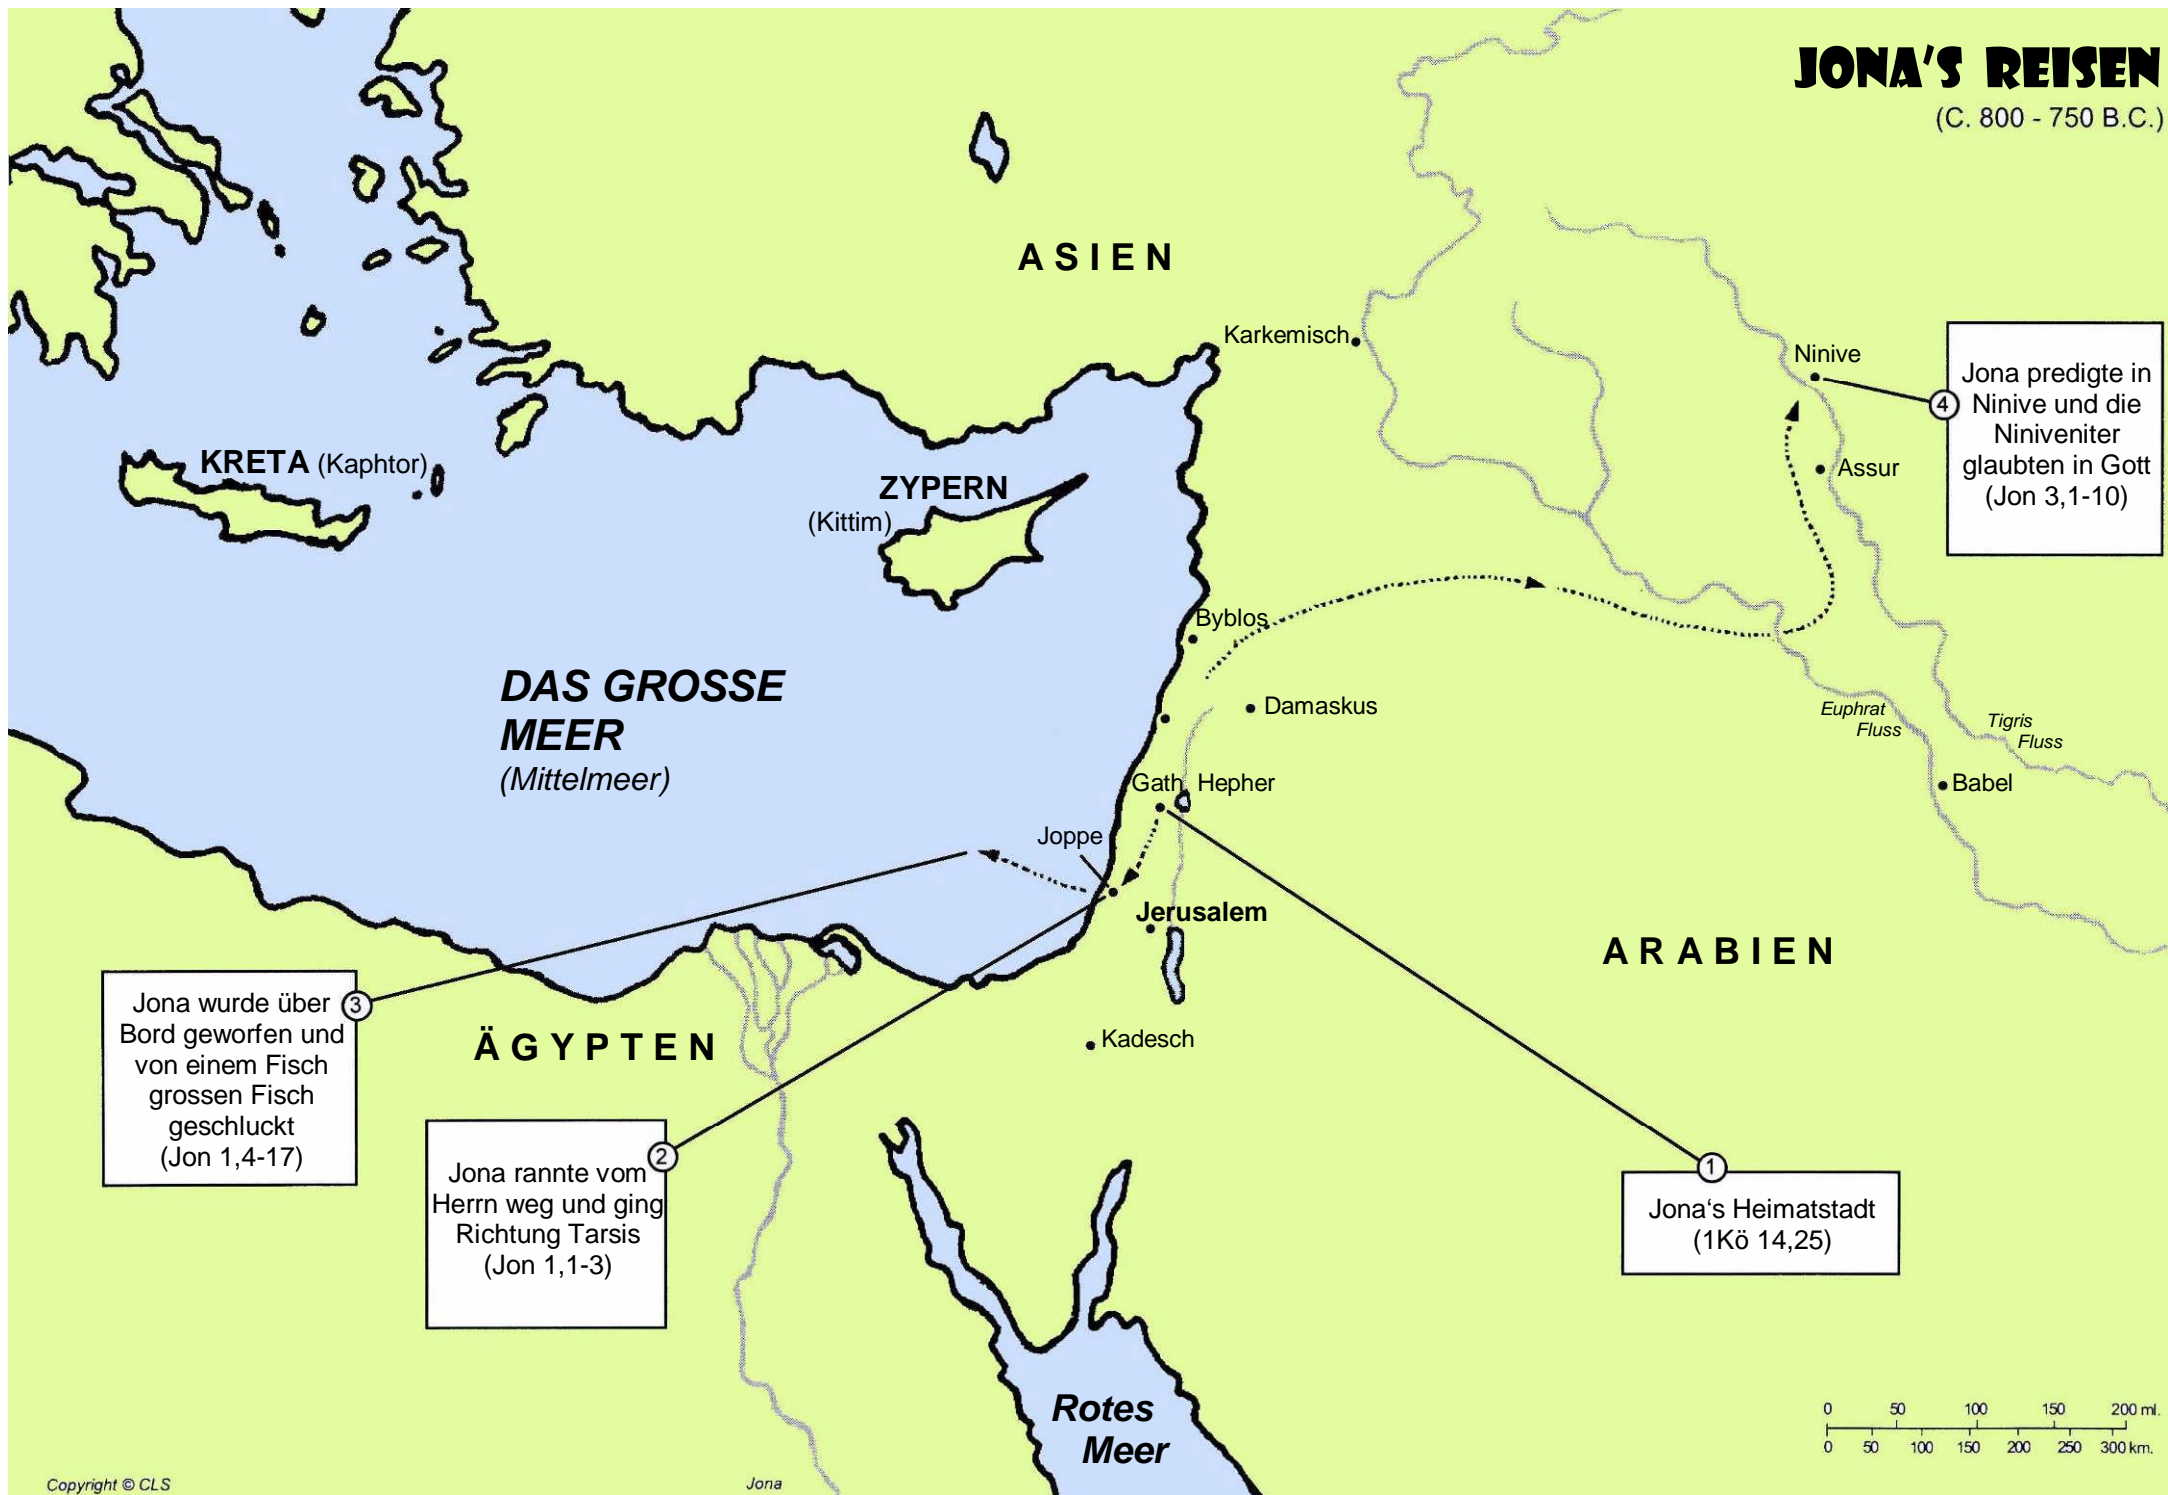 JONA'S REISEN
(C. 800 - 750 B.C.)
ASIEN
Karkemisch
Ninive
Jona predigte in
Ninive und die
Niniveniter
glaubten in Gott
(Jon 3,1-10)
4
Assur
KRETA (Kaphtor)
ZYPERN
(Kittim)
Byblos
DAS GROSSE
MEER
(Mittelmeer)
Damaskus
Euphrat
Fluss
Tigris
Fluss
Gath Hepher
Babel
Joppe
Jerusalem
ARABIEN
3
Jona wurde über
Bord geworfen und
von einem Fisch
grossen Fisch
geschluckt
(Jon 1,4-17)
ÄGYPTEN
Kadesch
2
Jona rannte vom
Herrn weg und ging
Richtung Tarsis
(Jon 1,1-3)
1
Jona‘s Heimatstadt
(1Kö 14,25)
Rotes
Meer
0 50 100 150 200 ml.
0 50 100 150 200 250 300 km.
Copyright © CLS
Jona